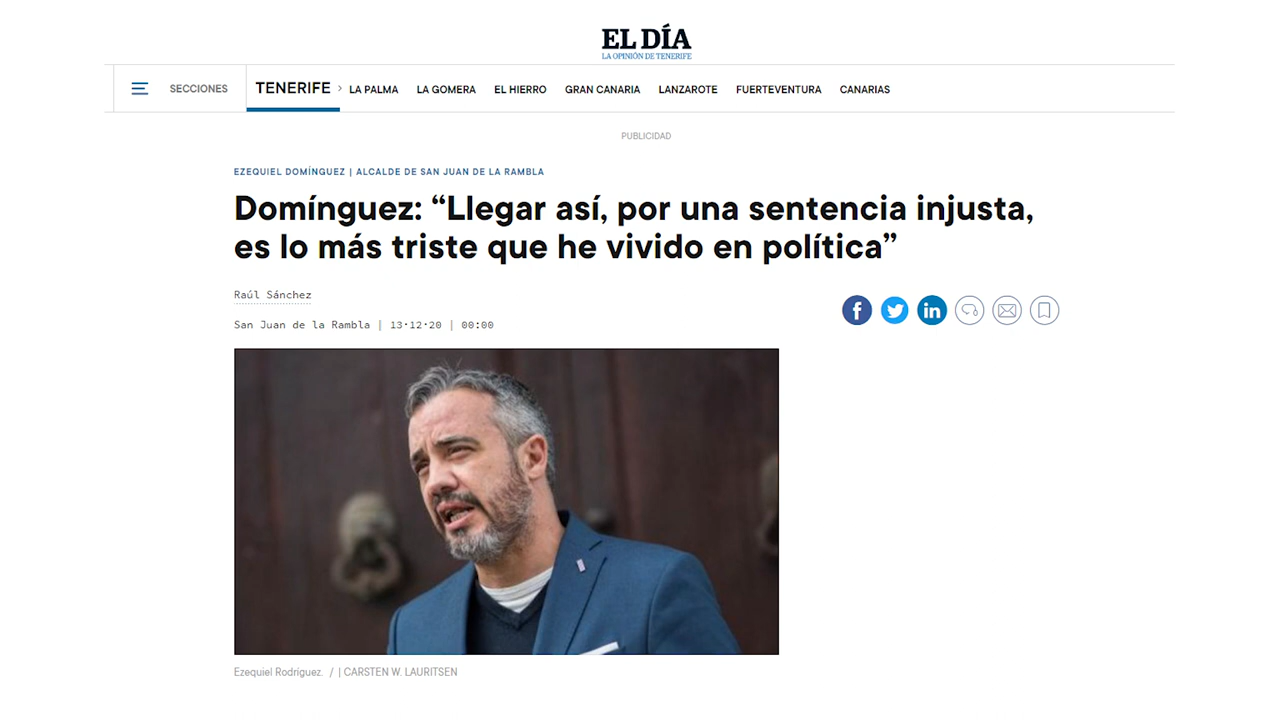 EL DÍA
LA OPINIÓN DE TENERIFE
SECCIONES TENERIFE › LA PALMA LA GOMERA EL HIERRO GRAN CANARIA LANZAROTE FUERTEVENTURA CANARIAS
PUBLICIDAD
EZEQUIEL DOMÍNGUEZ | ALCALDE DE SAN JUAN DE LA RAMBLA
Domínguez: “Llegar así, por una sentencia injusta,
es lo más triste que he vivido en política”
Raúl Sánchez
San Juan de la Rambla | 13·12·20 | 00:00
Ezequiel Rodríguez. / | CARSTEN W. LAURITSEN